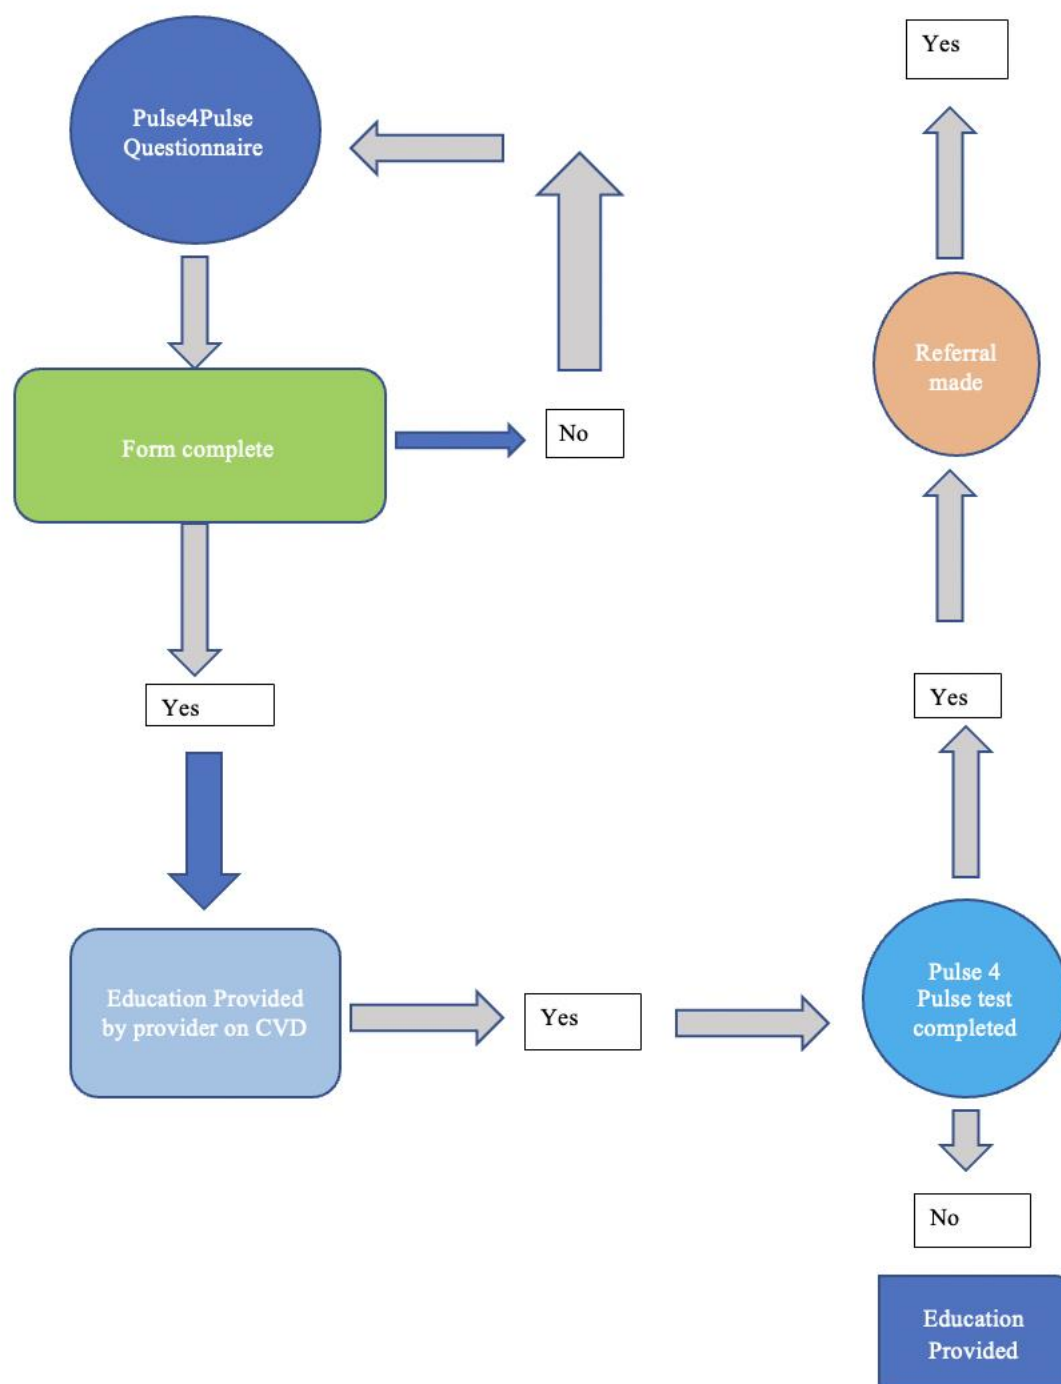 Pulse4Pulse
Questionnaire
Form complete
No
Yes
Education Provided
by provider on CVD
Yes
Pulse 4
Pulse test
completed
Yes
Referral
made
Yes
No
Education
Provided